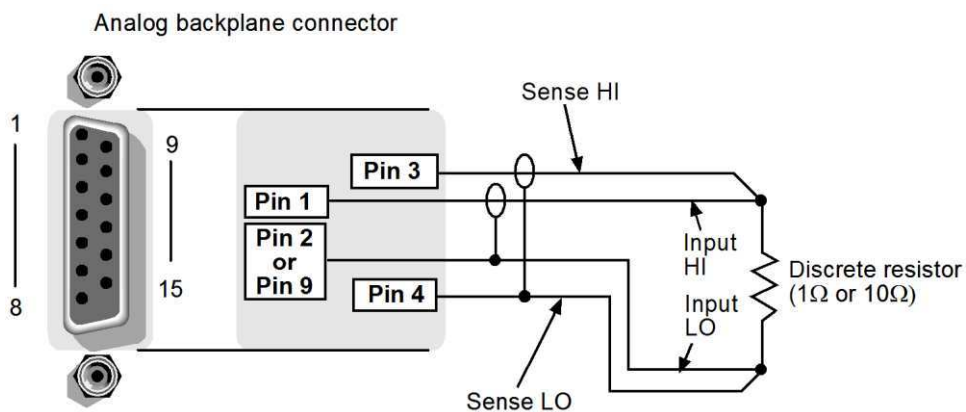 Analog backplane connector
1
8
9
15
Pin 3
Pin 1
Pin 2
or
Pin 9
Pin 4
Sense HI
Input
HI
Input
LO
Sense LO
Discrete resistor
(1Ω or 10Ω)